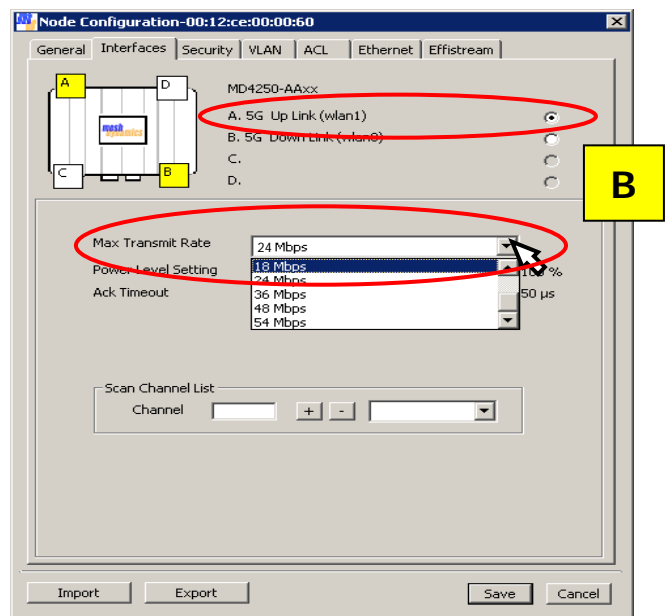 Node Configuration-00:12:ce:00:00:60
General Interfaces Security VLAN ACL Ethernet Effistream
A D
mesh dynamics
C B
MD4250-AAxx
A. 5G Up Link (wlan1)
B. 5G Down Link (wlan0)
C.
D.
B
Max Transmit Rate 24 Mbps
Power Level Setting 18 Mbps %
24 Mbps
Ack Timeout 36 Mbps 50 µs
48 Mbps
54 Mbps
Scan Channel List
Channel + -
Import Export Save Cancel